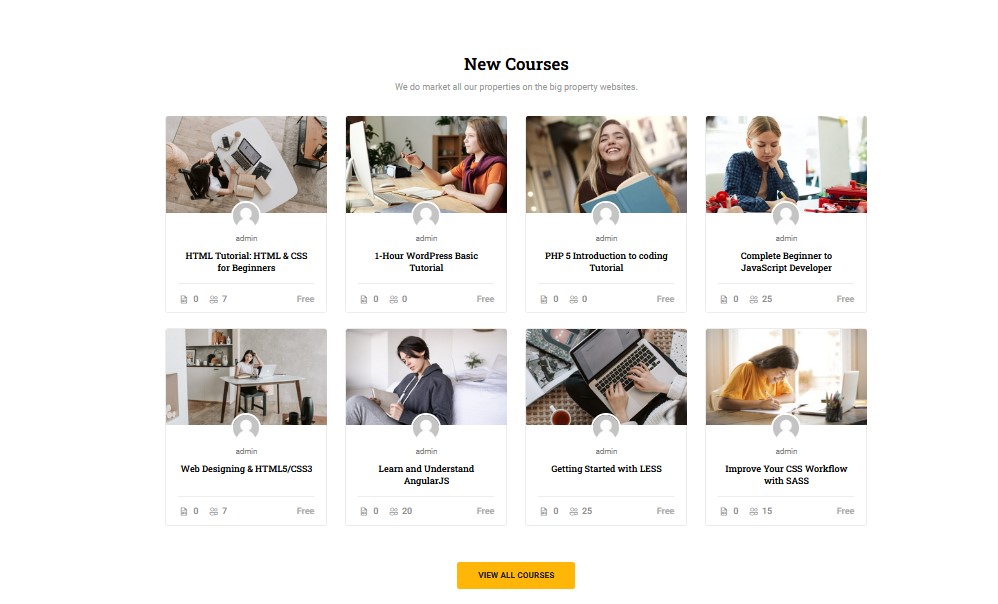 New Courses
We do market all our properties on the big property websites.
admin
HTML Tutorial: HTML & CSS
for Beginners
0 7 Free
admin
1-Hour WordPress Basic
Tutorial
0 0 Free
admin
PHP 5 Introduction to coding
Tutorial
0 0 Free
admin
Complete Beginner to
JavaScript Developer
0 25 Free
admin
Web Designing & HTML5/CSS3
0 7 Free
admin
Learn and Understand
AngularJS
0 20 Free
admin
Getting Started with LESS
0 25 Free
admin
Improve Your CSS Workflow
with SASS
0 15 Free
VIEW ALL COURSES